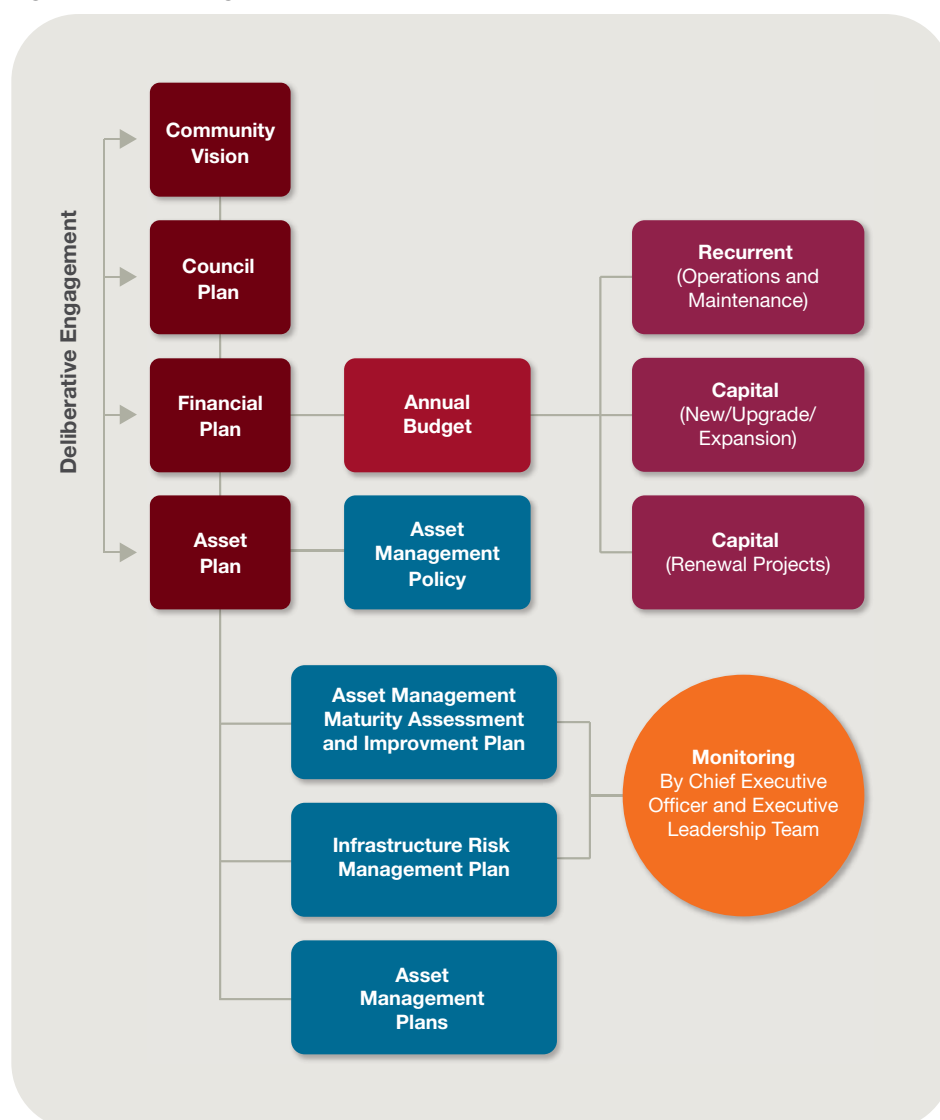 Deliberative Engagement
Community
Vision
Council
Plan
Financial
Plan
Asset
Plan
Annual
Budget
Asset
Management
Policy
Recurrent
(Operations and
Maintenance)
Capital
(New/Upgrade/
Expansion)
Capital
(Renewal Projects)
Asset Management
Maturity Assessment
and Improvment Plan
Infrastructure Risk
Management Plan
Asset
Management
Plans
Monitoring
By Chief Executive
Officer and Executive
Leadership Team